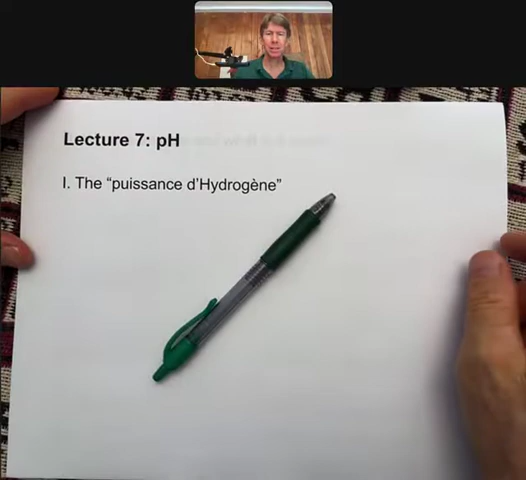 Lecture 7: pH
I. The “puissance d’Hydrogène”